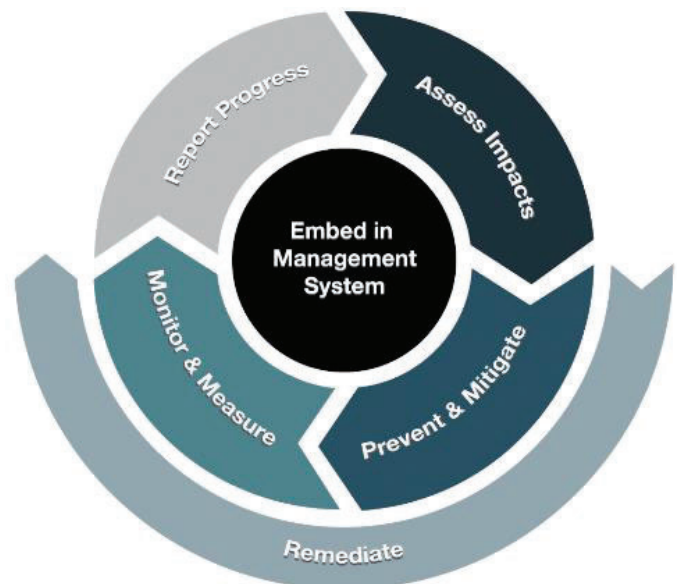 Report Progress
Assess Impacts
Embed in
Management
System
Monitor & Measure
Prevent & Mitigate
Remediate